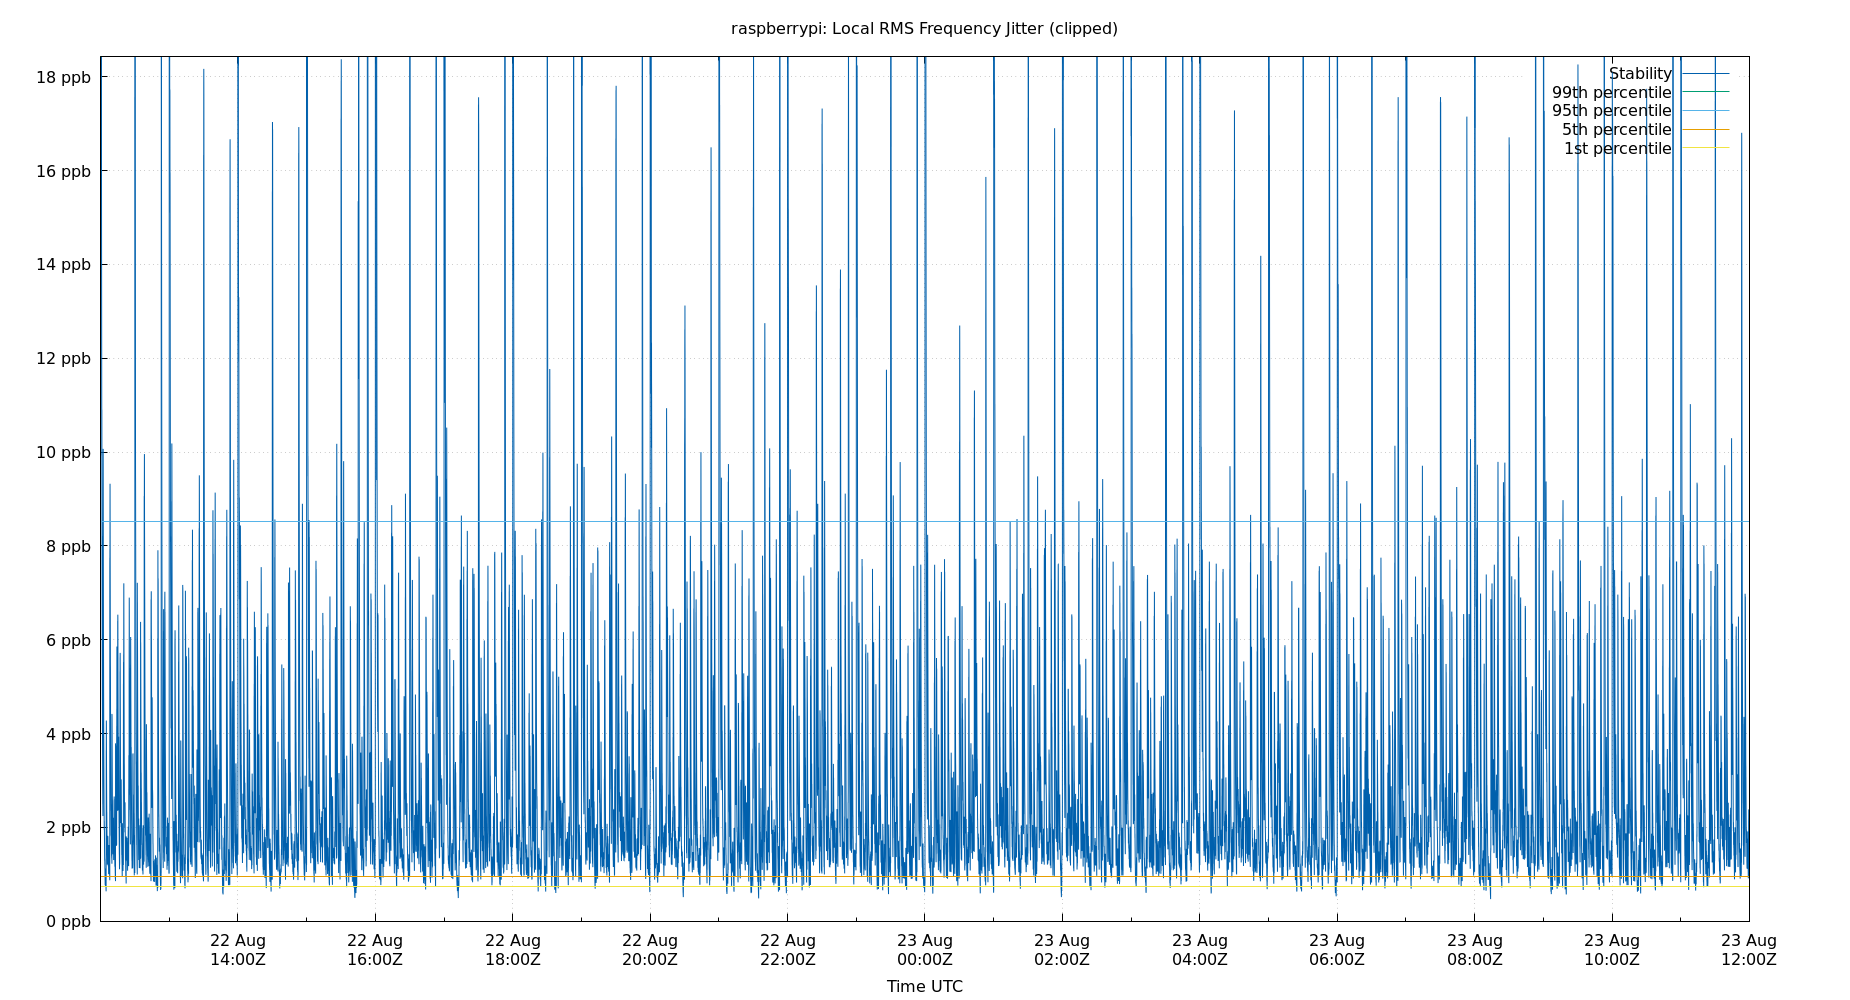 raspberrypi: Local RMS Frequency Jitter (clipped)
18 ppb
16 ppb
14 ppb
12 ppb
10 ppb
8 ppb
6 ppb
4 ppb
2 ppb
0 ppb
Stability
99th percentile
95th percentile
5th percentile
1st percentile
22 Aug 22 Aug 22 Aug 22 Aug 22 Aug 23 Aug 23 Aug 23 Aug 23 Aug 23 Aug 23 Aug 23 Aug
14:00Z 16:00Z 18:00Z 20:00Z 22:00Z 00:00Z 02:00Z 04:00Z 06:00Z 08:00Z 10:00Z 12:00Z
Time UTC